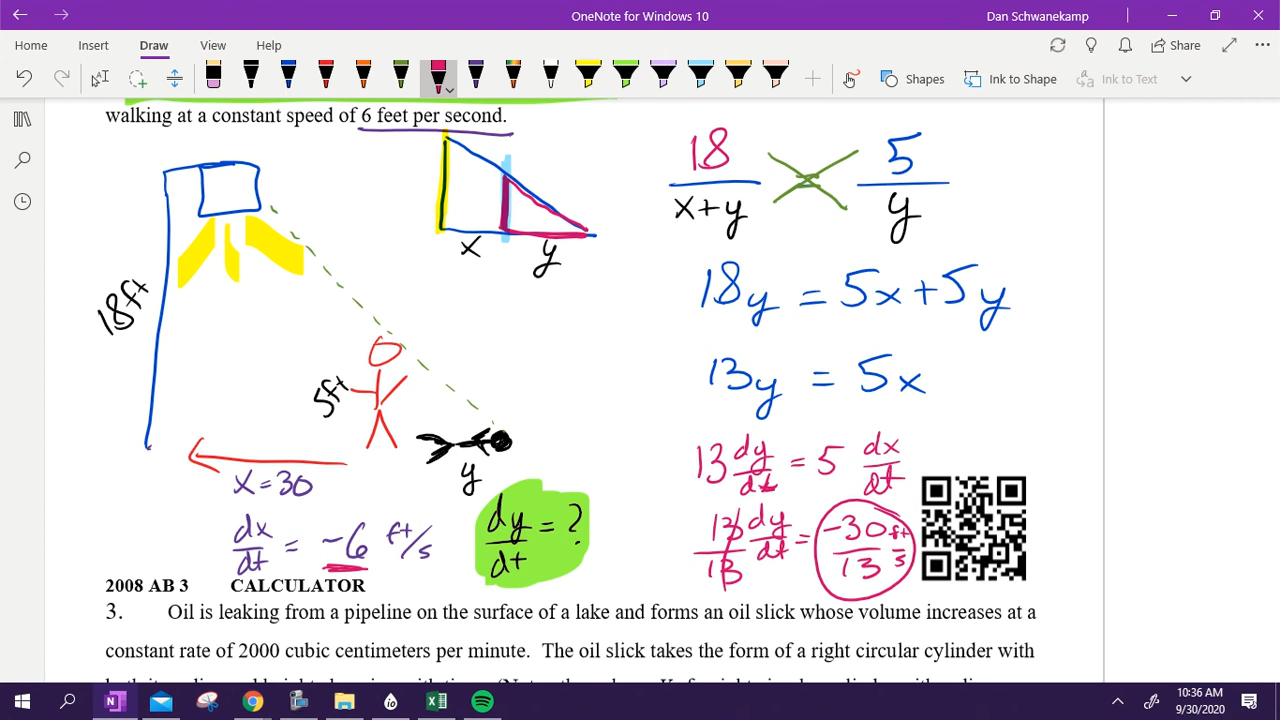 OneNote for Windows 10
Dan Schwanekamp
Home Insert Draw View Help
Share
Shapes Ink to Shape Ink to Text
walking at a constant speed of 6 feet per second.
18 5
x+y y
x y
18y = 5x+5y
18ft
13y = 5x
5ft
13 dy/dt = 5 dx/dt
y
x=30
13 dy/dt = -30 ft
13 13 s
dy/dt = ?
dx/dt = -6 ft/s
2008 AB 3 CALCULATOR
3. Oil is leaking from a pipeline on the surface of a lake and forms an oil slick whose volume increases at a
constant rate of 2000 cubic centimeters per minute. The oil slick takes the form of a right circular cylinder with
10:36 AM
9/30/2020